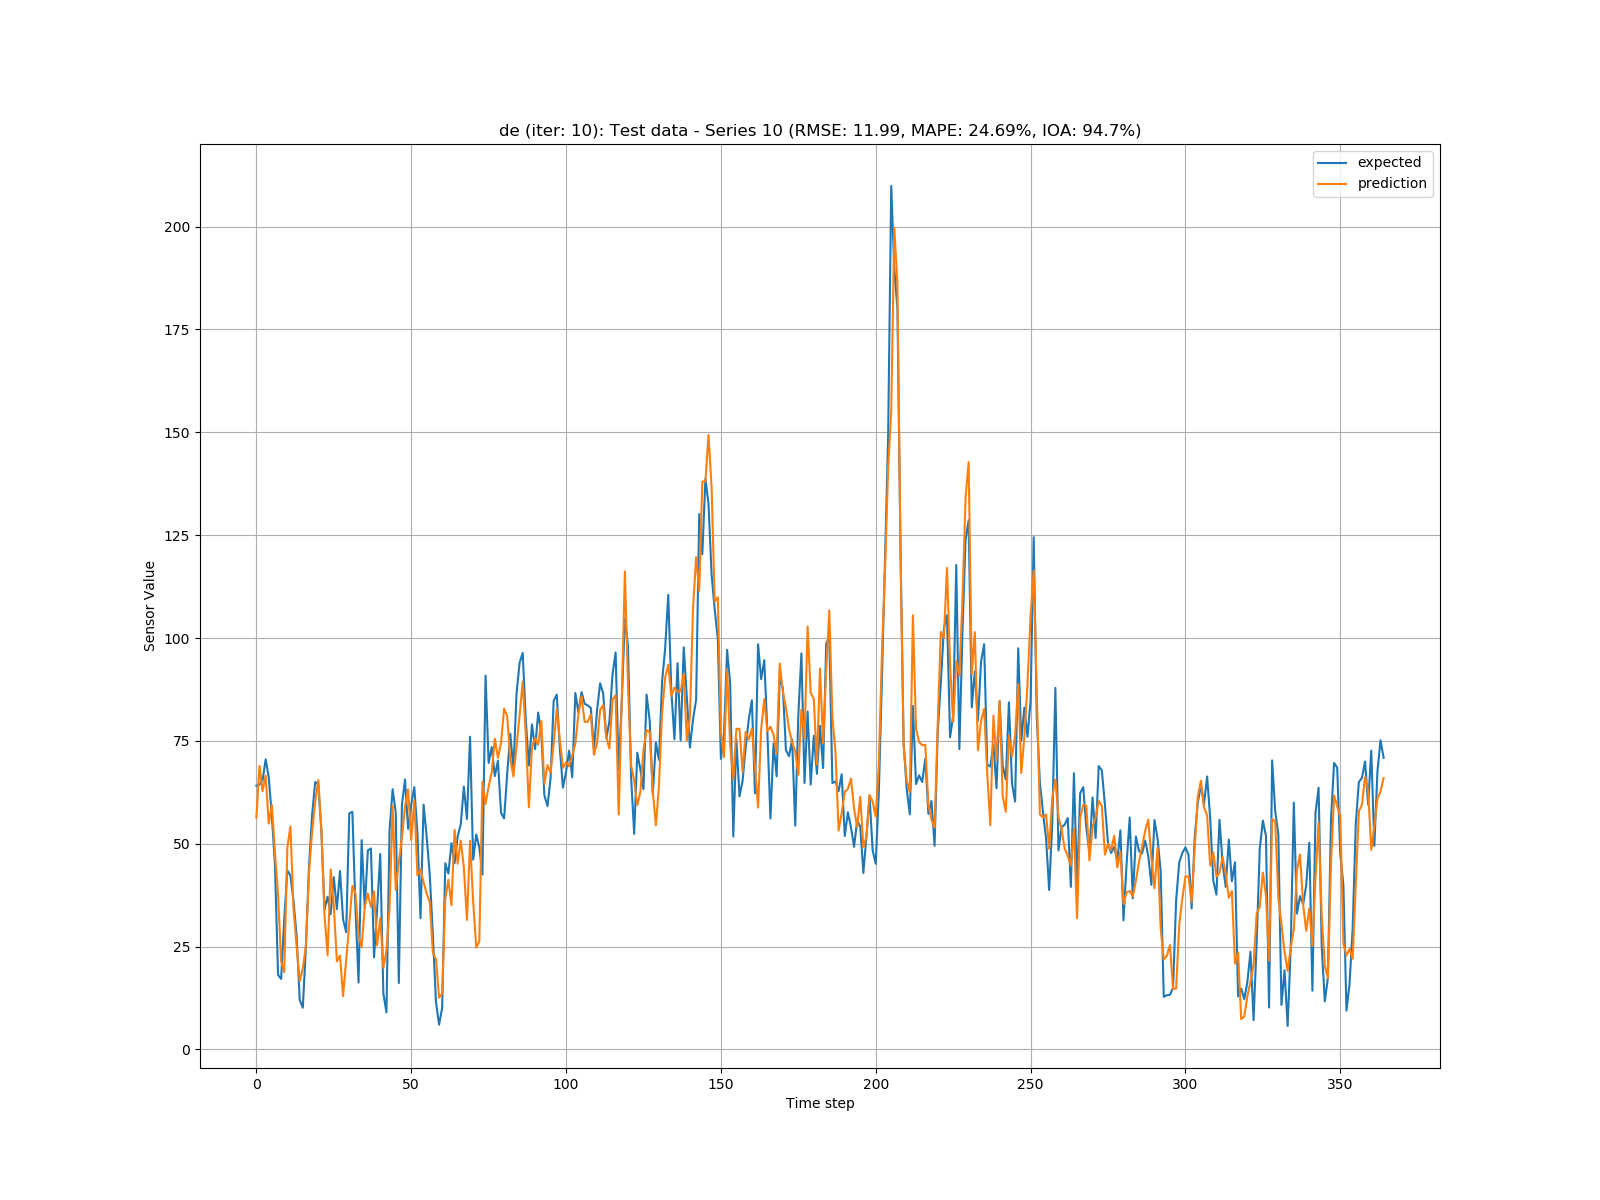 de (iter: 10): Test data - Series 10 (RMSE: 11.99, MAPE: 24.69%, IOA: 94.7%)
expected
prediction
200
175
150
125
100
75
50
25
0
Sensor Value
0 50 100 150 200 250 300 350
Time step